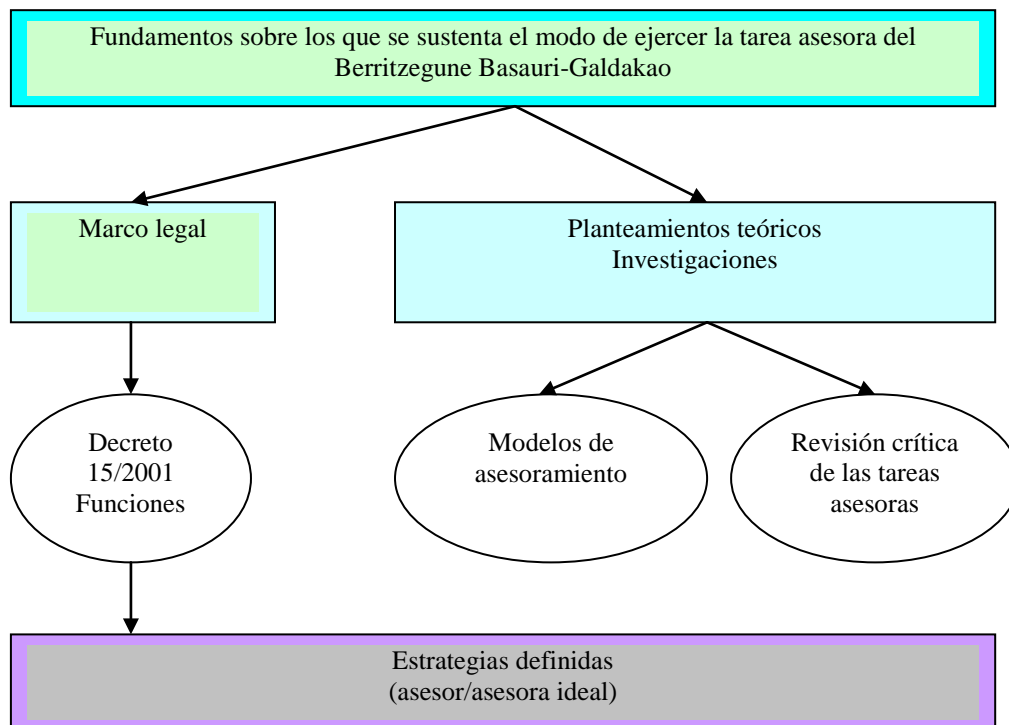 Fundamentos sobre los que se sustenta el modo de ejercer la tarea asesora del
Berritzegune Basauri-Galdakao
Marco legal
Planteamientos teóricos
Investigaciones
Decreto
15/2001
Funciones
Modelos de
asesoramiento
Revisión crítica
de las tareas
asesoras
Estrategias definidas
(asesor/asesora ideal)